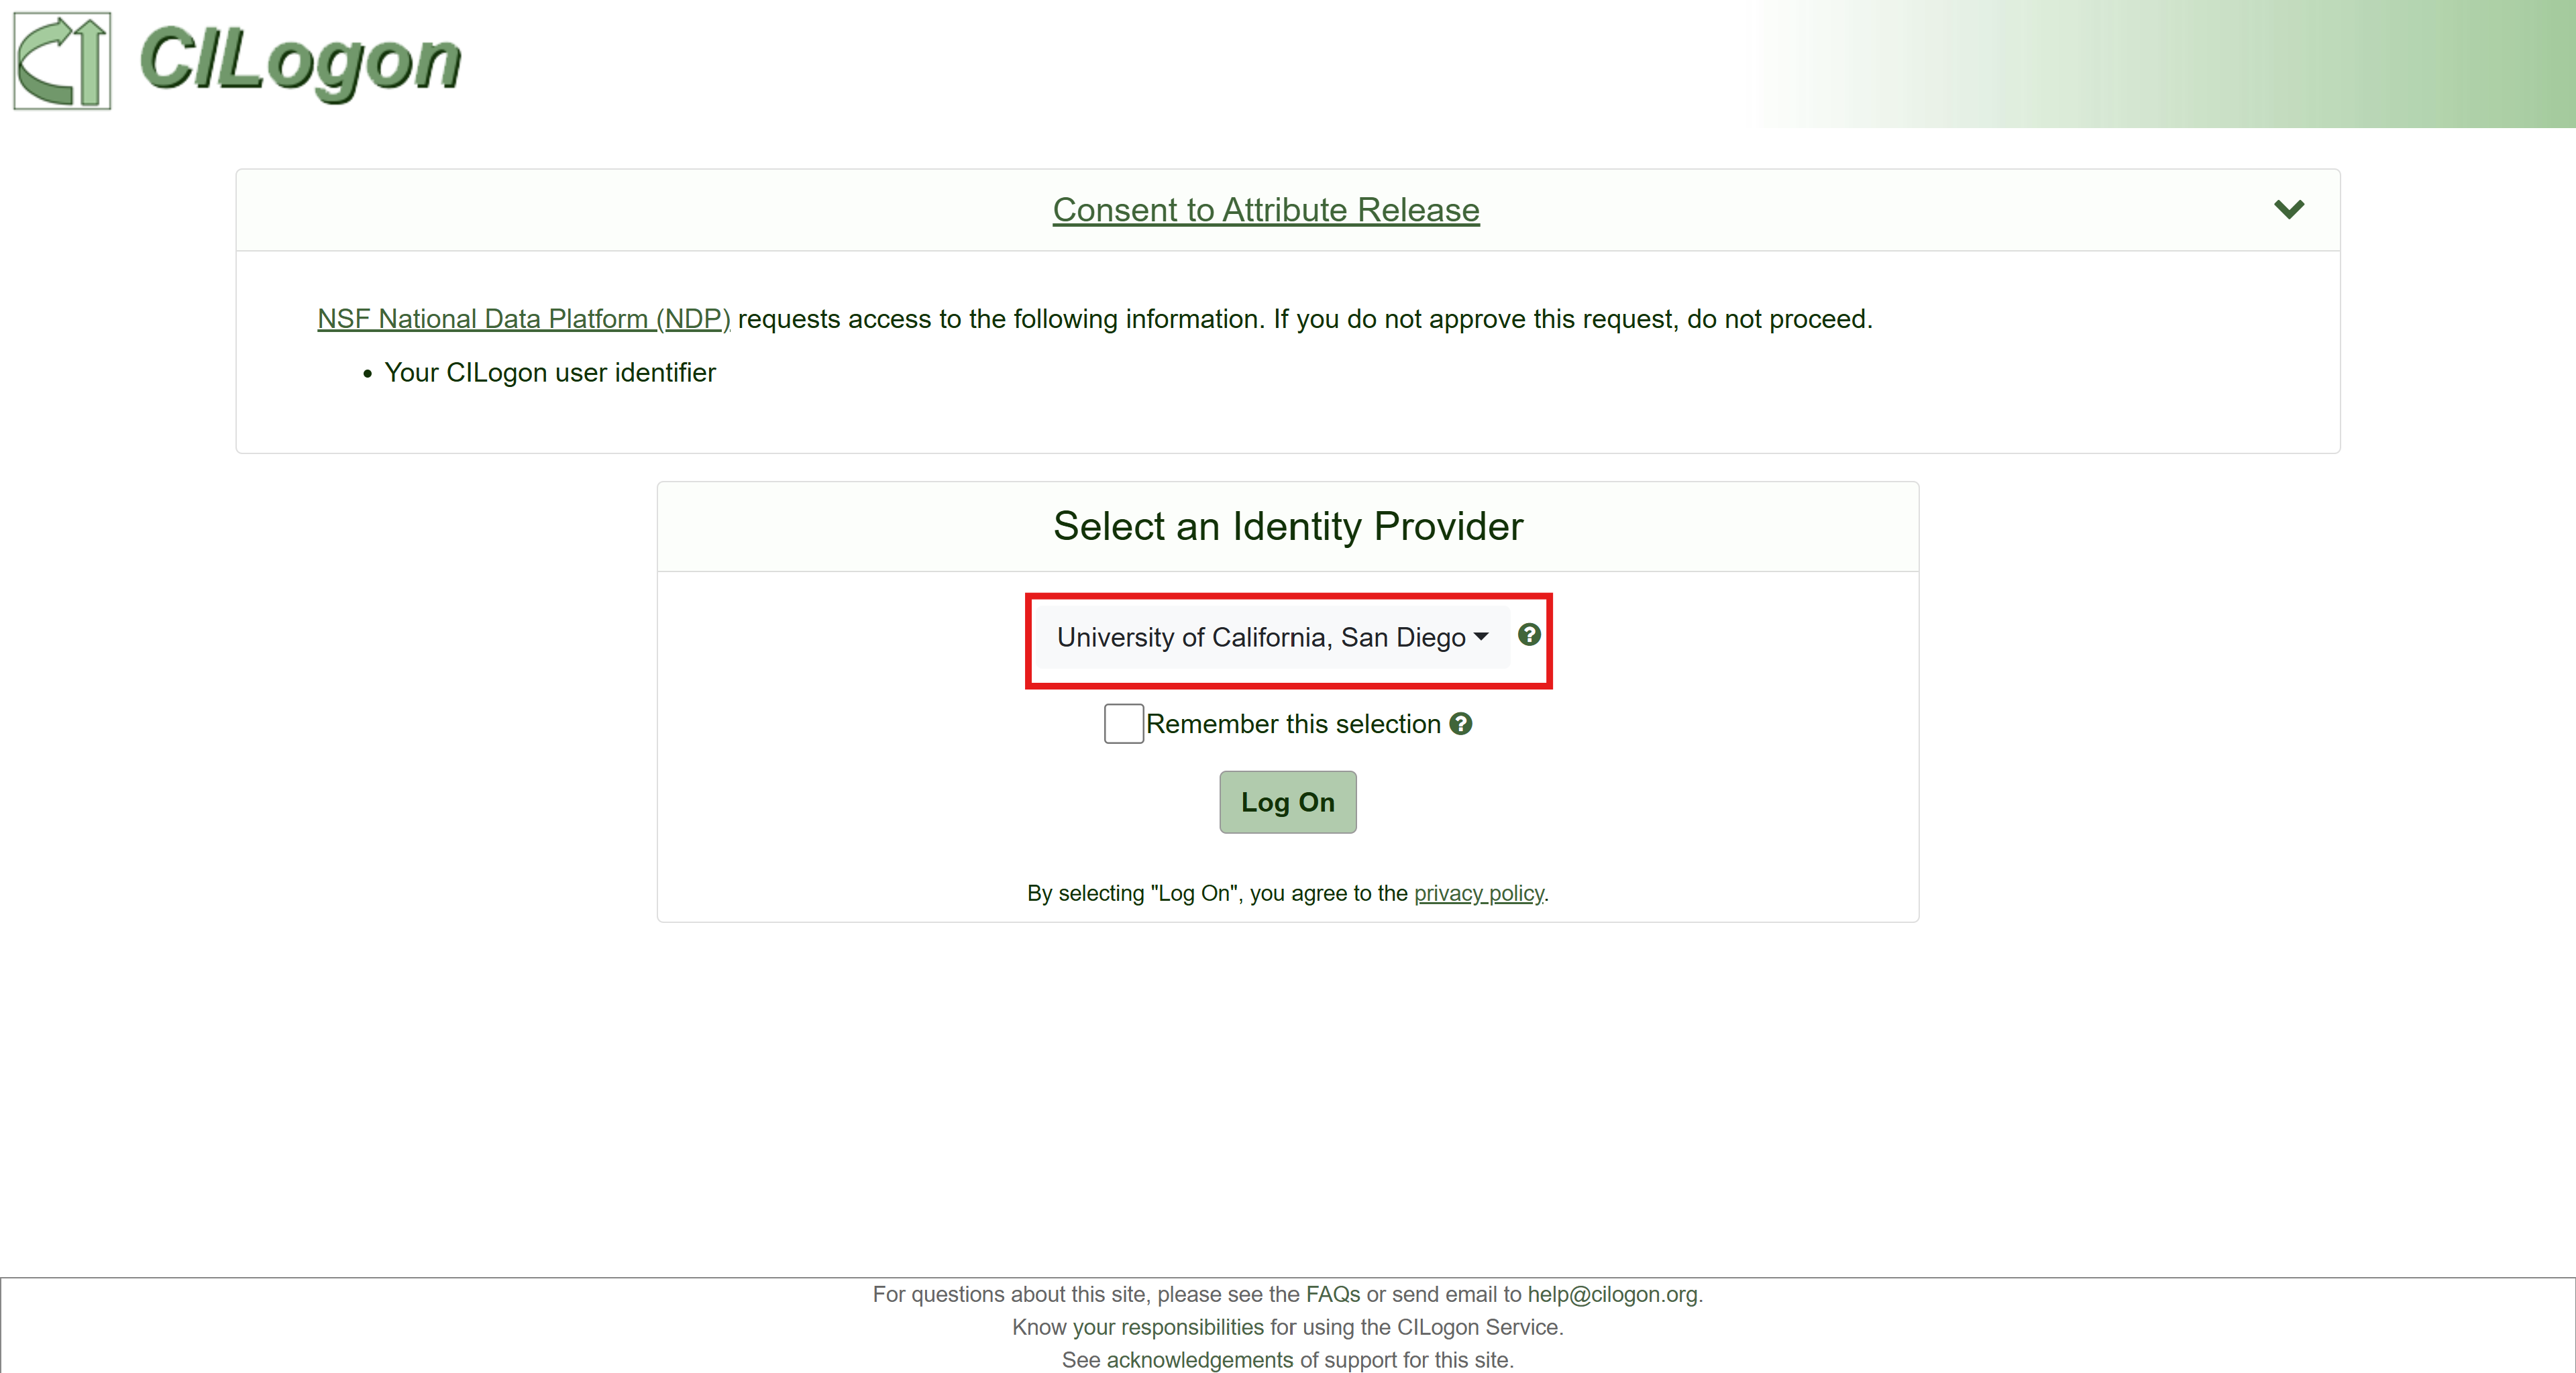 CILogon
Consent to Attribute Release
NSF National Data Platform (NDP) requests access to the following information. If you do not approve this request, do not proceed.
• Your CILogon user identifier
Select an Identity Provider
University of California, San Diego
Remember this selection
Log On
By selecting "Log On", you agree to the privacy policy.
For questions about this site, please see the FAQs or send email to help@cilogon.org.
Know your responsibilities for using the CILogon Service.
See acknowledgements of support for this site.